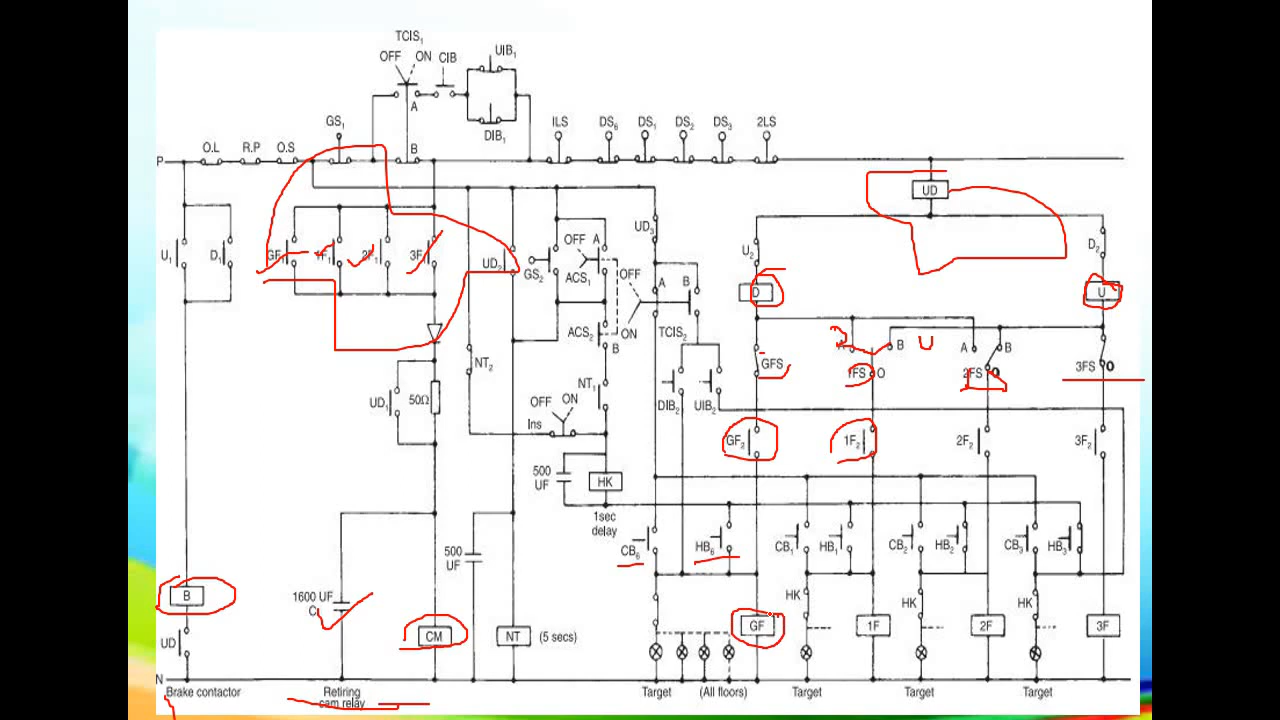 TCIS₁
OFF ON CIB UIB₁
A
DIB₁
GS₁ ILS DS₆ DS₁ DS₂ DS₃ 2LS
O.L R.P O.S B
P
UD
U₁ D₁ GF₁ 1F₁ 2F₁ 3F₁ UD₂ GS₂ OFF A ACS₁ UD₃ U₂ D₂
OFF A B
ON TCIS₂
D U
ACS₂ B
A B U A B
NT₂ GFS 1FS O 2FS O 3FS O
UD₁ 50Ω NT₁ DIB₂ UIB₂
OFF ON
Ins
GF₂ 1F₂ 2F₂ 3F₂
500 UF HK
1sec delay
500 UF
CB₆ HB₆ CB₁ HB₁ CB₂ HB₂ CB₃ HB₃
B 1600 UF HK HK HK
C
UD CM NT (5 secs) GF 1F 2F 3F
N
Brake contactor Retiring cam relay Target (All floors) Target Target Target